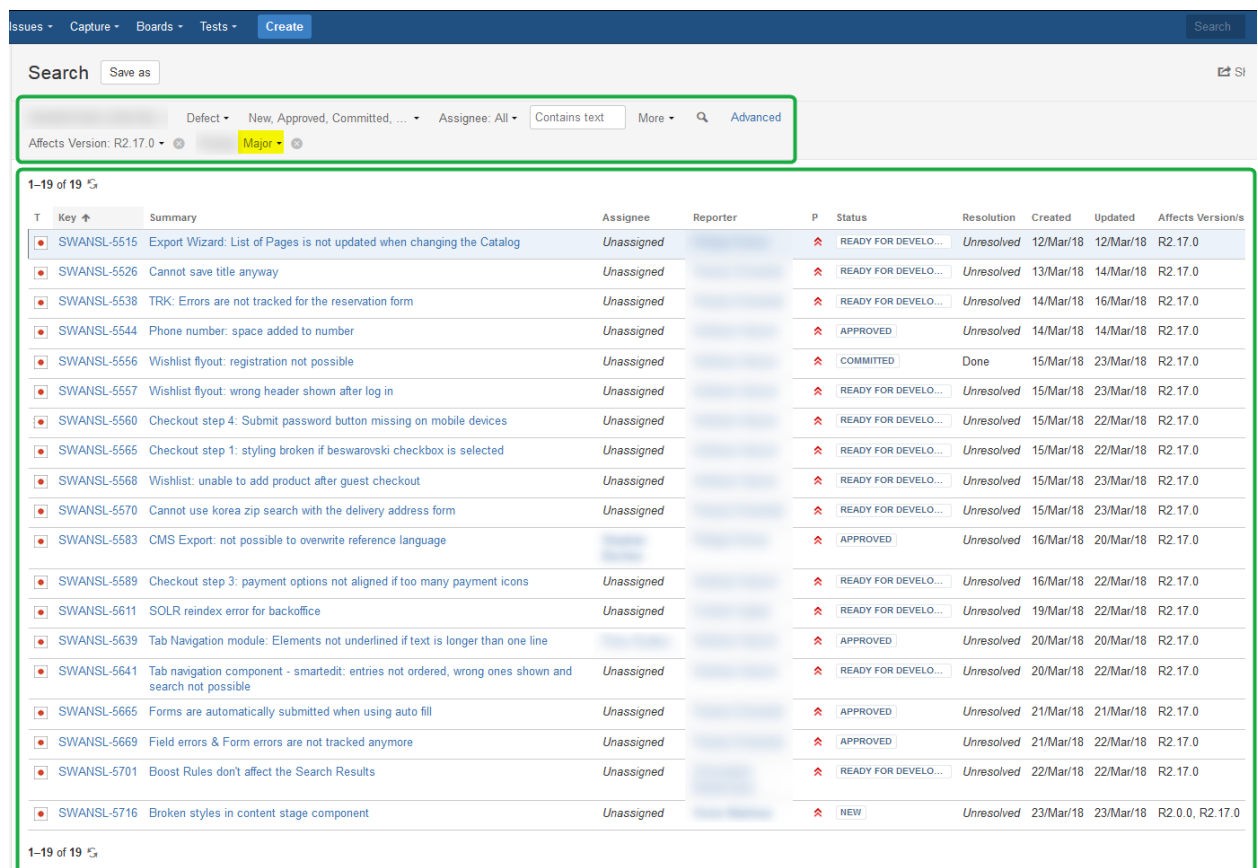 Issues Capture Boards Tests Create Search
Search Save as
Defect New, Approved, Committed, ... Assignee: All Contains text More Advanced
Affects Version: R2.17.0 Major
1–19 of 19
T Key Summary Assignee Reporter P Status Resolution Created Updated Affects Version/s
SWANSL-5515 Export Wizard: List of Pages is not updated when changing the Catalog Unassigned READY FOR DEVELO... Unresolved 12/Mar/18 12/Mar/18 R2.17.0
SWANSL-5526 Cannot save title anyway Unassigned READY FOR DEVELO... Unresolved 13/Mar/18 14/Mar/18 R2.17.0
SWANSL-5538 TRK: Errors are not tracked for the reservation form Unassigned READY FOR DEVELO... Unresolved 14/Mar/18 16/Mar/18 R2.17.0
SWANSL-5544 Phone number: space added to number Unassigned APPROVED Unresolved 14/Mar/18 14/Mar/18 R2.17.0
SWANSL-5556 Wishlist flyout: registration not possible Unassigned COMMITTED Done 15/Mar/18 23/Mar/18 R2.17.0
SWANSL-5557 Wishlist flyout: wrong header shown after log in Unassigned READY FOR DEVELO... Unresolved 15/Mar/18 23/Mar/18 R2.17.0
SWANSL-5560 Checkout step 4: Submit password button missing on mobile devices Unassigned READY FOR DEVELO... Unresolved 15/Mar/18 22/Mar/18 R2.17.0
SWANSL-5565 Checkout step 1: styling broken if beswarovski checkbox is selected Unassigned READY FOR DEVELO... Unresolved 15/Mar/18 22/Mar/18 R2.17.0
SWANSL-5568 Wishlist: unable to add product after guest checkout Unassigned READY FOR DEVELO... Unresolved 15/Mar/18 23/Mar/18 R2.17.0
SWANSL-5570 Cannot use korea zip search with the delivery address form Unassigned READY FOR DEVELO... Unresolved 15/Mar/18 23/Mar/18 R2.17.0
SWANSL-5583 CMS Export: not possible to overwrite reference language APPROVED Unresolved 16/Mar/18 20/Mar/18 R2.17.0
SWANSL-5589 Checkout step 3: payment options not aligned if too many payment icons Unassigned READY FOR DEVELO... Unresolved 16/Mar/18 22/Mar/18 R2.17.0
SWANSL-5611 SOLR reindex error for backoffice Unassigned READY FOR DEVELO... Unresolved 19/Mar/18 22/Mar/18 R2.17.0
SWANSL-5639 Tab Navigation module: Elements not underlined if text is longer than one line APPROVED Unresolved 20/Mar/18 20/Mar/18 R2.17.0
SWANSL-5641 Tab navigation component - smartedit: entries not ordered, wrong ones shown and Unassigned READY FOR DEVELO... Unresolved 20/Mar/18 22/Mar/18 R2.17.0
search not possible
SWANSL-5665 Forms are automatically submitted when using auto fill Unassigned APPROVED Unresolved 21/Mar/18 21/Mar/18 R2.17.0
SWANSL-5669 Field errors & Form errors are not tracked anymore Unassigned APPROVED Unresolved 21/Mar/18 22/Mar/18 R2.17.0
SWANSL-5701 Boost Rules don't affect the Search Results Unassigned READY FOR DEVELO... Unresolved 22/Mar/18 22/Mar/18 R2.17.0
SWANSL-5716 Broken styles in content stage component Unassigned NEW Unresolved 23/Mar/18 23/Mar/18 R2.0.0, R2.17.0
1–19 of 19